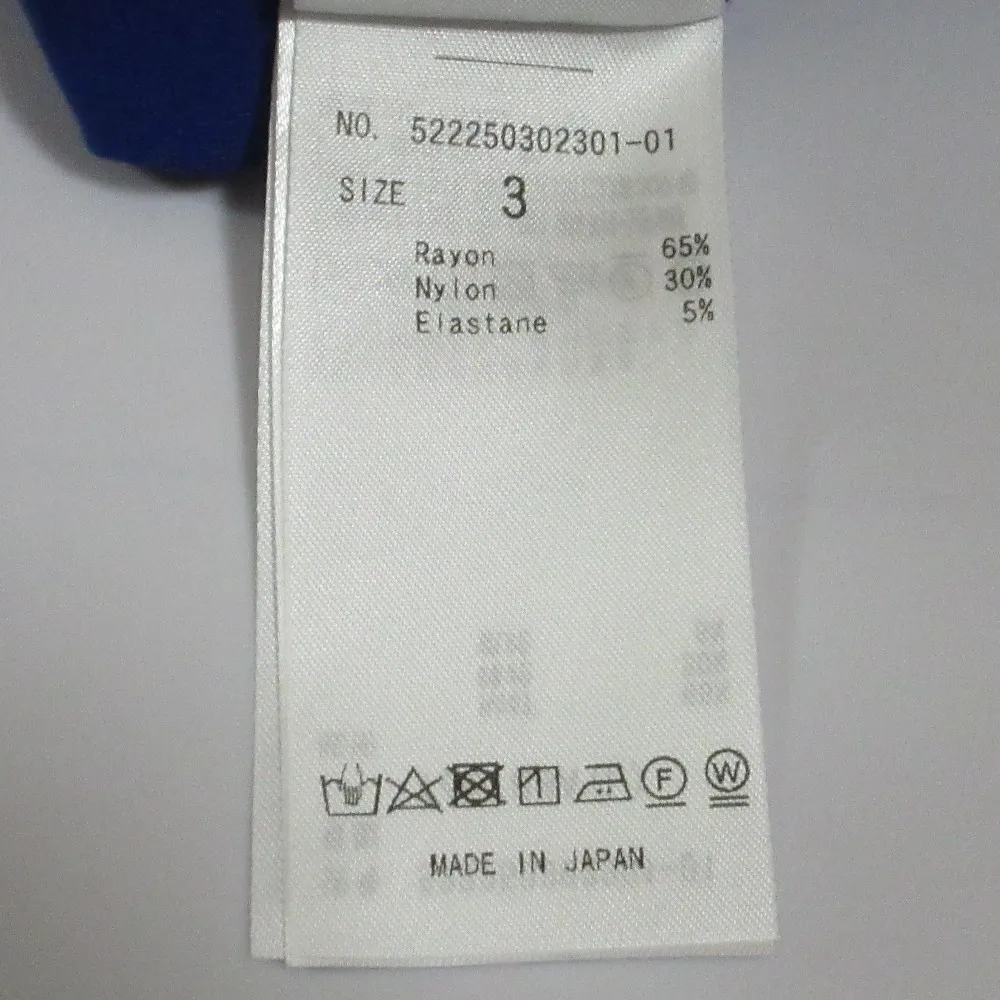 NO. 522250302301-01
SIZE 3
Rayon 65%
Nylon 30%
Elastane 5%
F W
MADE IN JAPAN